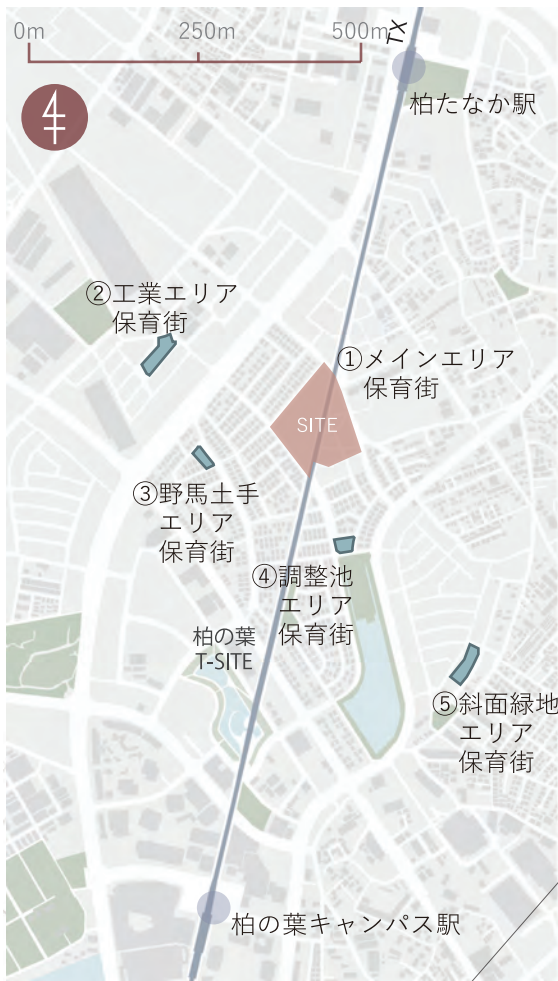 0m 250m 500m
TX
柏たなか駅
②工業エリア
保育街
①メインエリア
保育街
SITE
③野馬土手
エリア
保育街
④調整池
エリア
保育街
柏の葉
T-SITE
⑤斜面緑地
エリア
保育街
柏の葉キャンパス駅